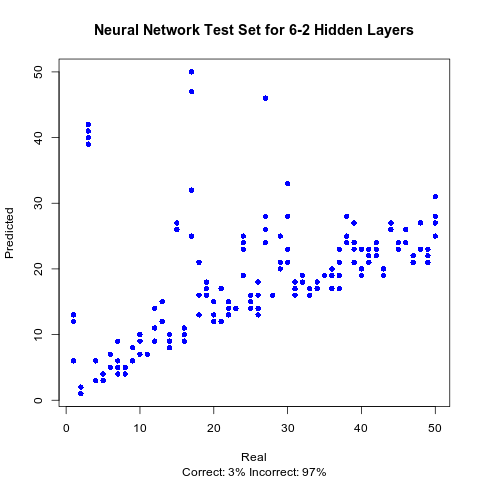 Neural Network Test Set for 6-2 Hidden Layers
Predicted
50
40
30
20
10
0
0 10 20 30 40 50
Real
Correct: 3% Incorrect: 97%